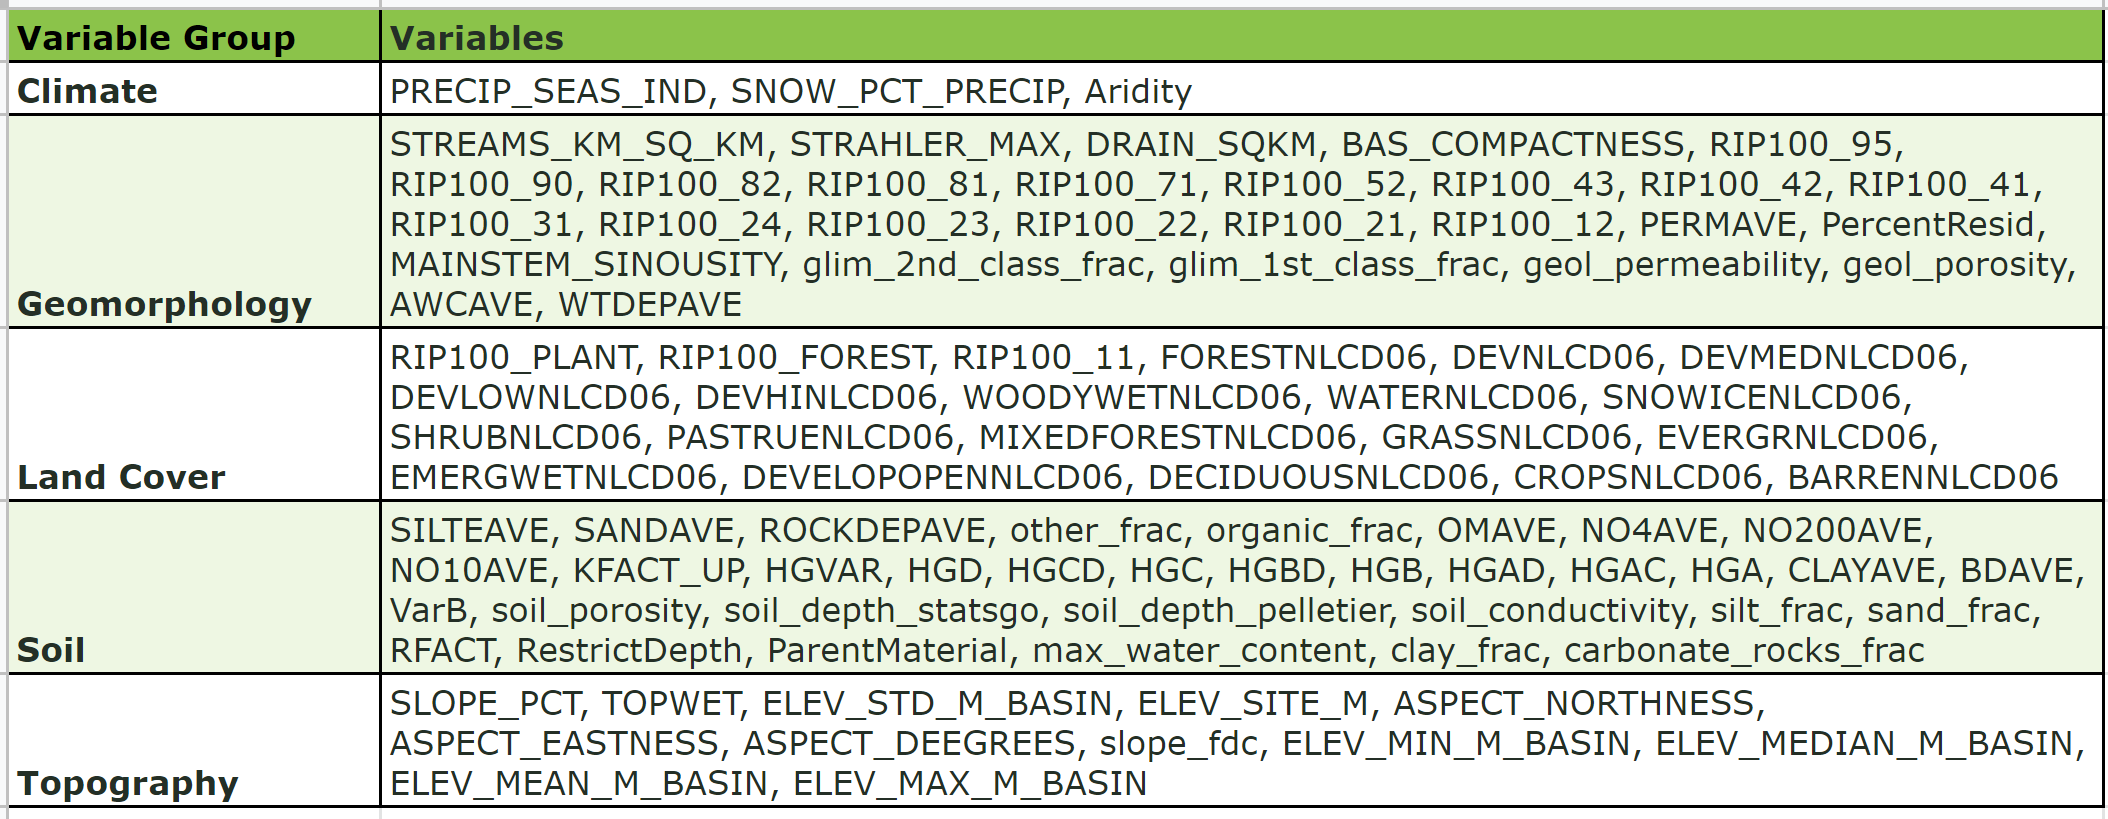 Variable Group Variables
Climate PRECIP_SEAS_IND, SNOW_PCT_PRECIP, Aridity
STREAMS_KM_SQ_KM, STRAHLER_MAX, DRAIN_SQKM, BAS_COMPACTNESS, RIP100_95,
RIP100_90, RIP100_82, RIP100_81, RIP100_71, RIP100_52, RIP100_43, RIP100_42, RIP100_41,
RIP100_31, RIP100_24, RIP100_23, RIP100_22, RIP100_21, RIP100_12, PERMAVE, PercentResid,
MAINSTEM_SINOUSITY, glim_2nd_class_frac, glim_1st_class_frac, geol_permeability, geol_porosity,
Geomorphology AWCAVE, WTDEPAVE
RIP100_PLANT, RIP100_FOREST, RIP100_11, FORESTNLCD06, DEVNLCD06, DEVMEDNLCD06,
DEVLOWNLCD06, DEVHINLCD06, WOODYWETNLCD06, WATERNLCD06, SNOWICENLCD06,
SHRUBNLCD06, PASTRUENLCD06, MIXEDFORESTNLCD06, GRASSNLCD06, EVERGRNLCD06,
Land Cover EMERGWETNLCD06, DEVELOPOPENNLCD06, DECIDUOUSNLCD06, CROPSNLCD06, BARRENNLCD06
SILTEAVE, SANDAVE, ROCKDEPAVE, other_frac, organic_frac, OMAVE, NO4AVE, NO200AVE,
NO10AVE, KFACT_UP, HGVAR, HGD, HGCD, HGC, HGBD, HGB, HGAD, HGAC, HGA, CLAYAVE, BDAVE,
VarB, soil_porosity, soil_depth_statsgo, soil_depth_pelletier, soil_conductivity, silt_frac, sand_frac,
Soil RFACT, RestrictDepth, ParentMaterial, max_water_content, clay_frac, carbonate_rocks_frac
SLOPE_PCT, TOPWET, ELEV_STD_M_BASIN, ELEV_SITE_M, ASPECT_NORTHNESS,
ASPECT_EASTNESS, ASPECT_DEEGREES, slope_fdc, ELEV_MIN_M_BASIN, ELEV_MEDIAN_M_BASIN,
Topography ELEV_MEAN_M_BASIN, ELEV_MAX_M_BASIN